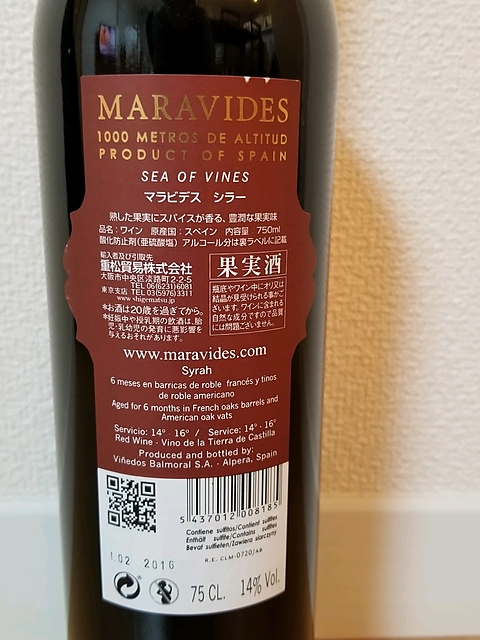 MARAVIDES
1000 METROS DE ALTITUD
PRODUCT OF SPAIN
SEA OF VINES
マラビデス シラー
熟した果実にスパイスが香る、豊潤な果実味
品名：ワイン 原産国：スペイン 内容量 750ml
酸化防止剤(亜硫酸塩) アルコール分は裏ラベルに記載
輸入者及び引取先
重松貿易株式会社
大阪市中央区淡路町2-2-5
TEL 06(6231)6081
東京支店 TEL 03(5976)3311
www.shigematsu.jp
*お酒は20歳を過ぎてから。
*妊娠中や授乳期の飲酒は、胎
児・乳幼児の発育に悪影響を
与えるおそれがあります。
果実酒
瓶底やワイン中にオリ又は
結晶が見受けられる事がご
ざいます。ワインに含まれる
自然な成分ですので品質
には問題ございません。
www.maravides.com
Syrah
6 meses en barricas de roble francés y tinos
de roble americano
Aged for 6 months in French oaks barrels and
American oak vats
Servicio: 14º - 16º / Service: 14º - 16º
Red Wine - Vino de la Tierra de Castilla
Produced and bottled by:
Viñedos Balmoral S.A. - Alpera, Spain
5 437012 008185
Contiene sulfitos/Contient sulfites
Enthält sulfite/Contains sulfites
Bevat sulfieten/Zawiera siarczyny
R.E. CLM-0720/AB
L02 2016
75 CL. 14% Vol.